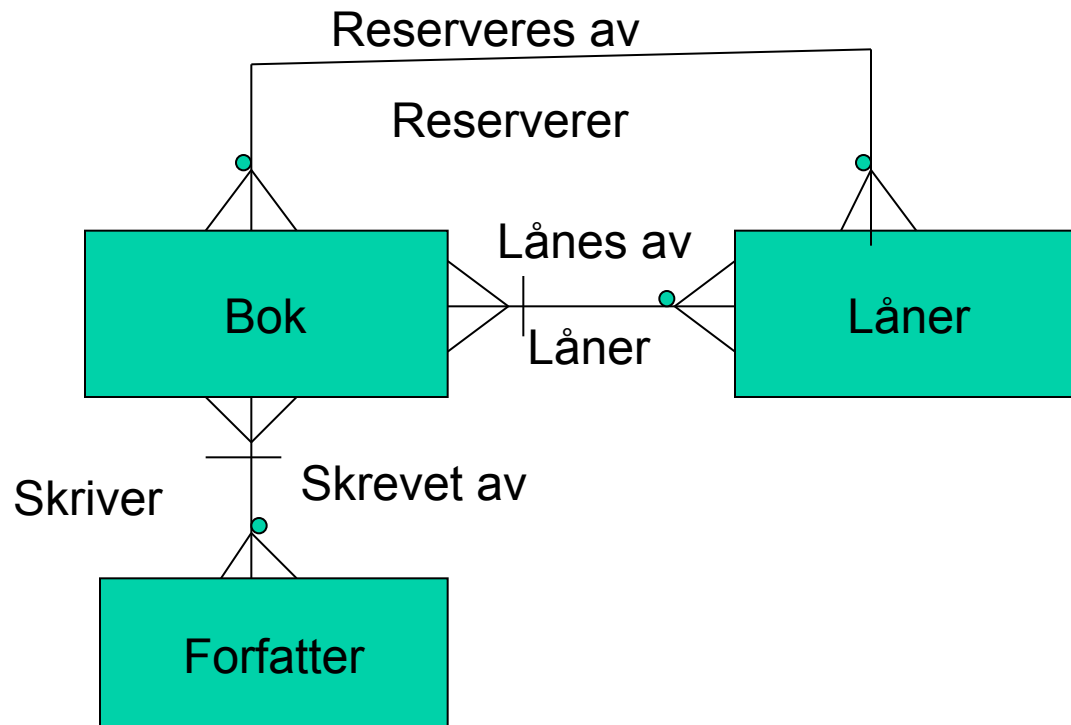 Reserveres av
Reserverer
Lånes av
Bok
Låner
Låner
Skriver
Skrevet av
Forfatter